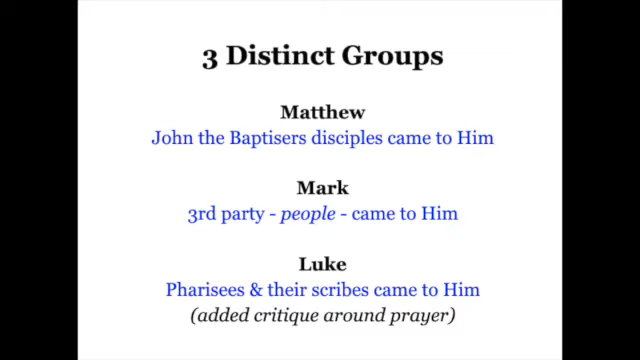 3 Distinct Groups
Matthew
John the Baptisers disciples came to Him
Mark
3rd party - people - came to Him
Luke
Pharisees & their scribes came to Him
(added critique around prayer)